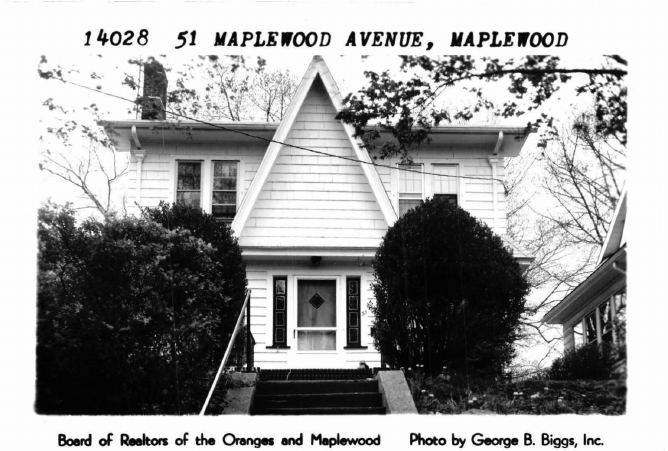 14028 51 MAPLEWOOD AVENUE, MAPLEWOOD
Board of Realtors of the Oranges and Maplewood Photo by George B. Biggs, Inc.